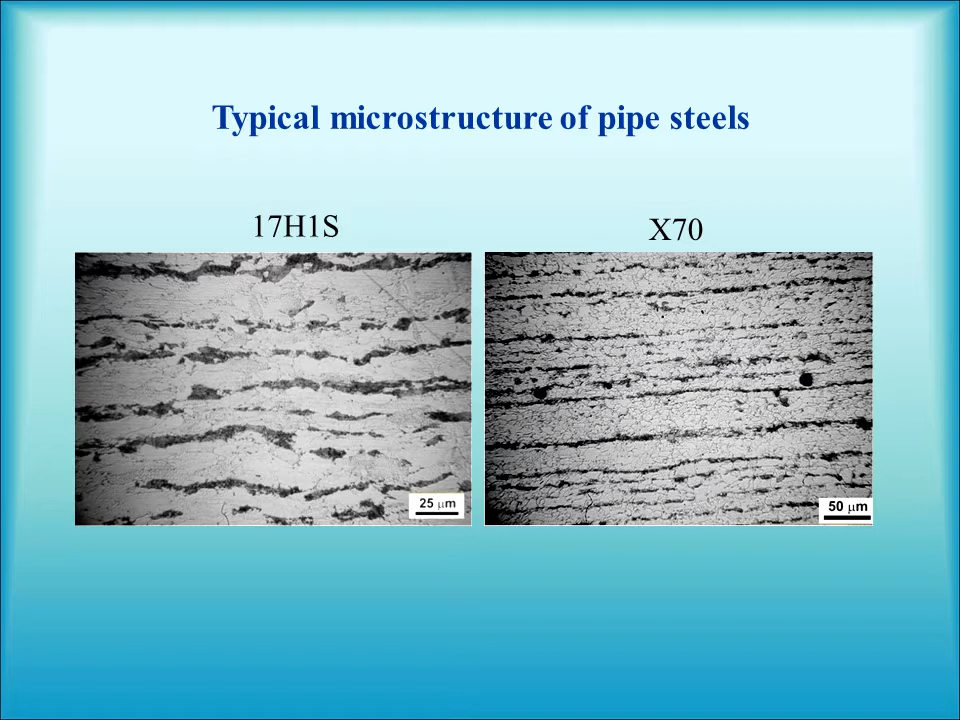 Typical microstructure of pipe steels
17H1S
X70
25 μm
50 μm